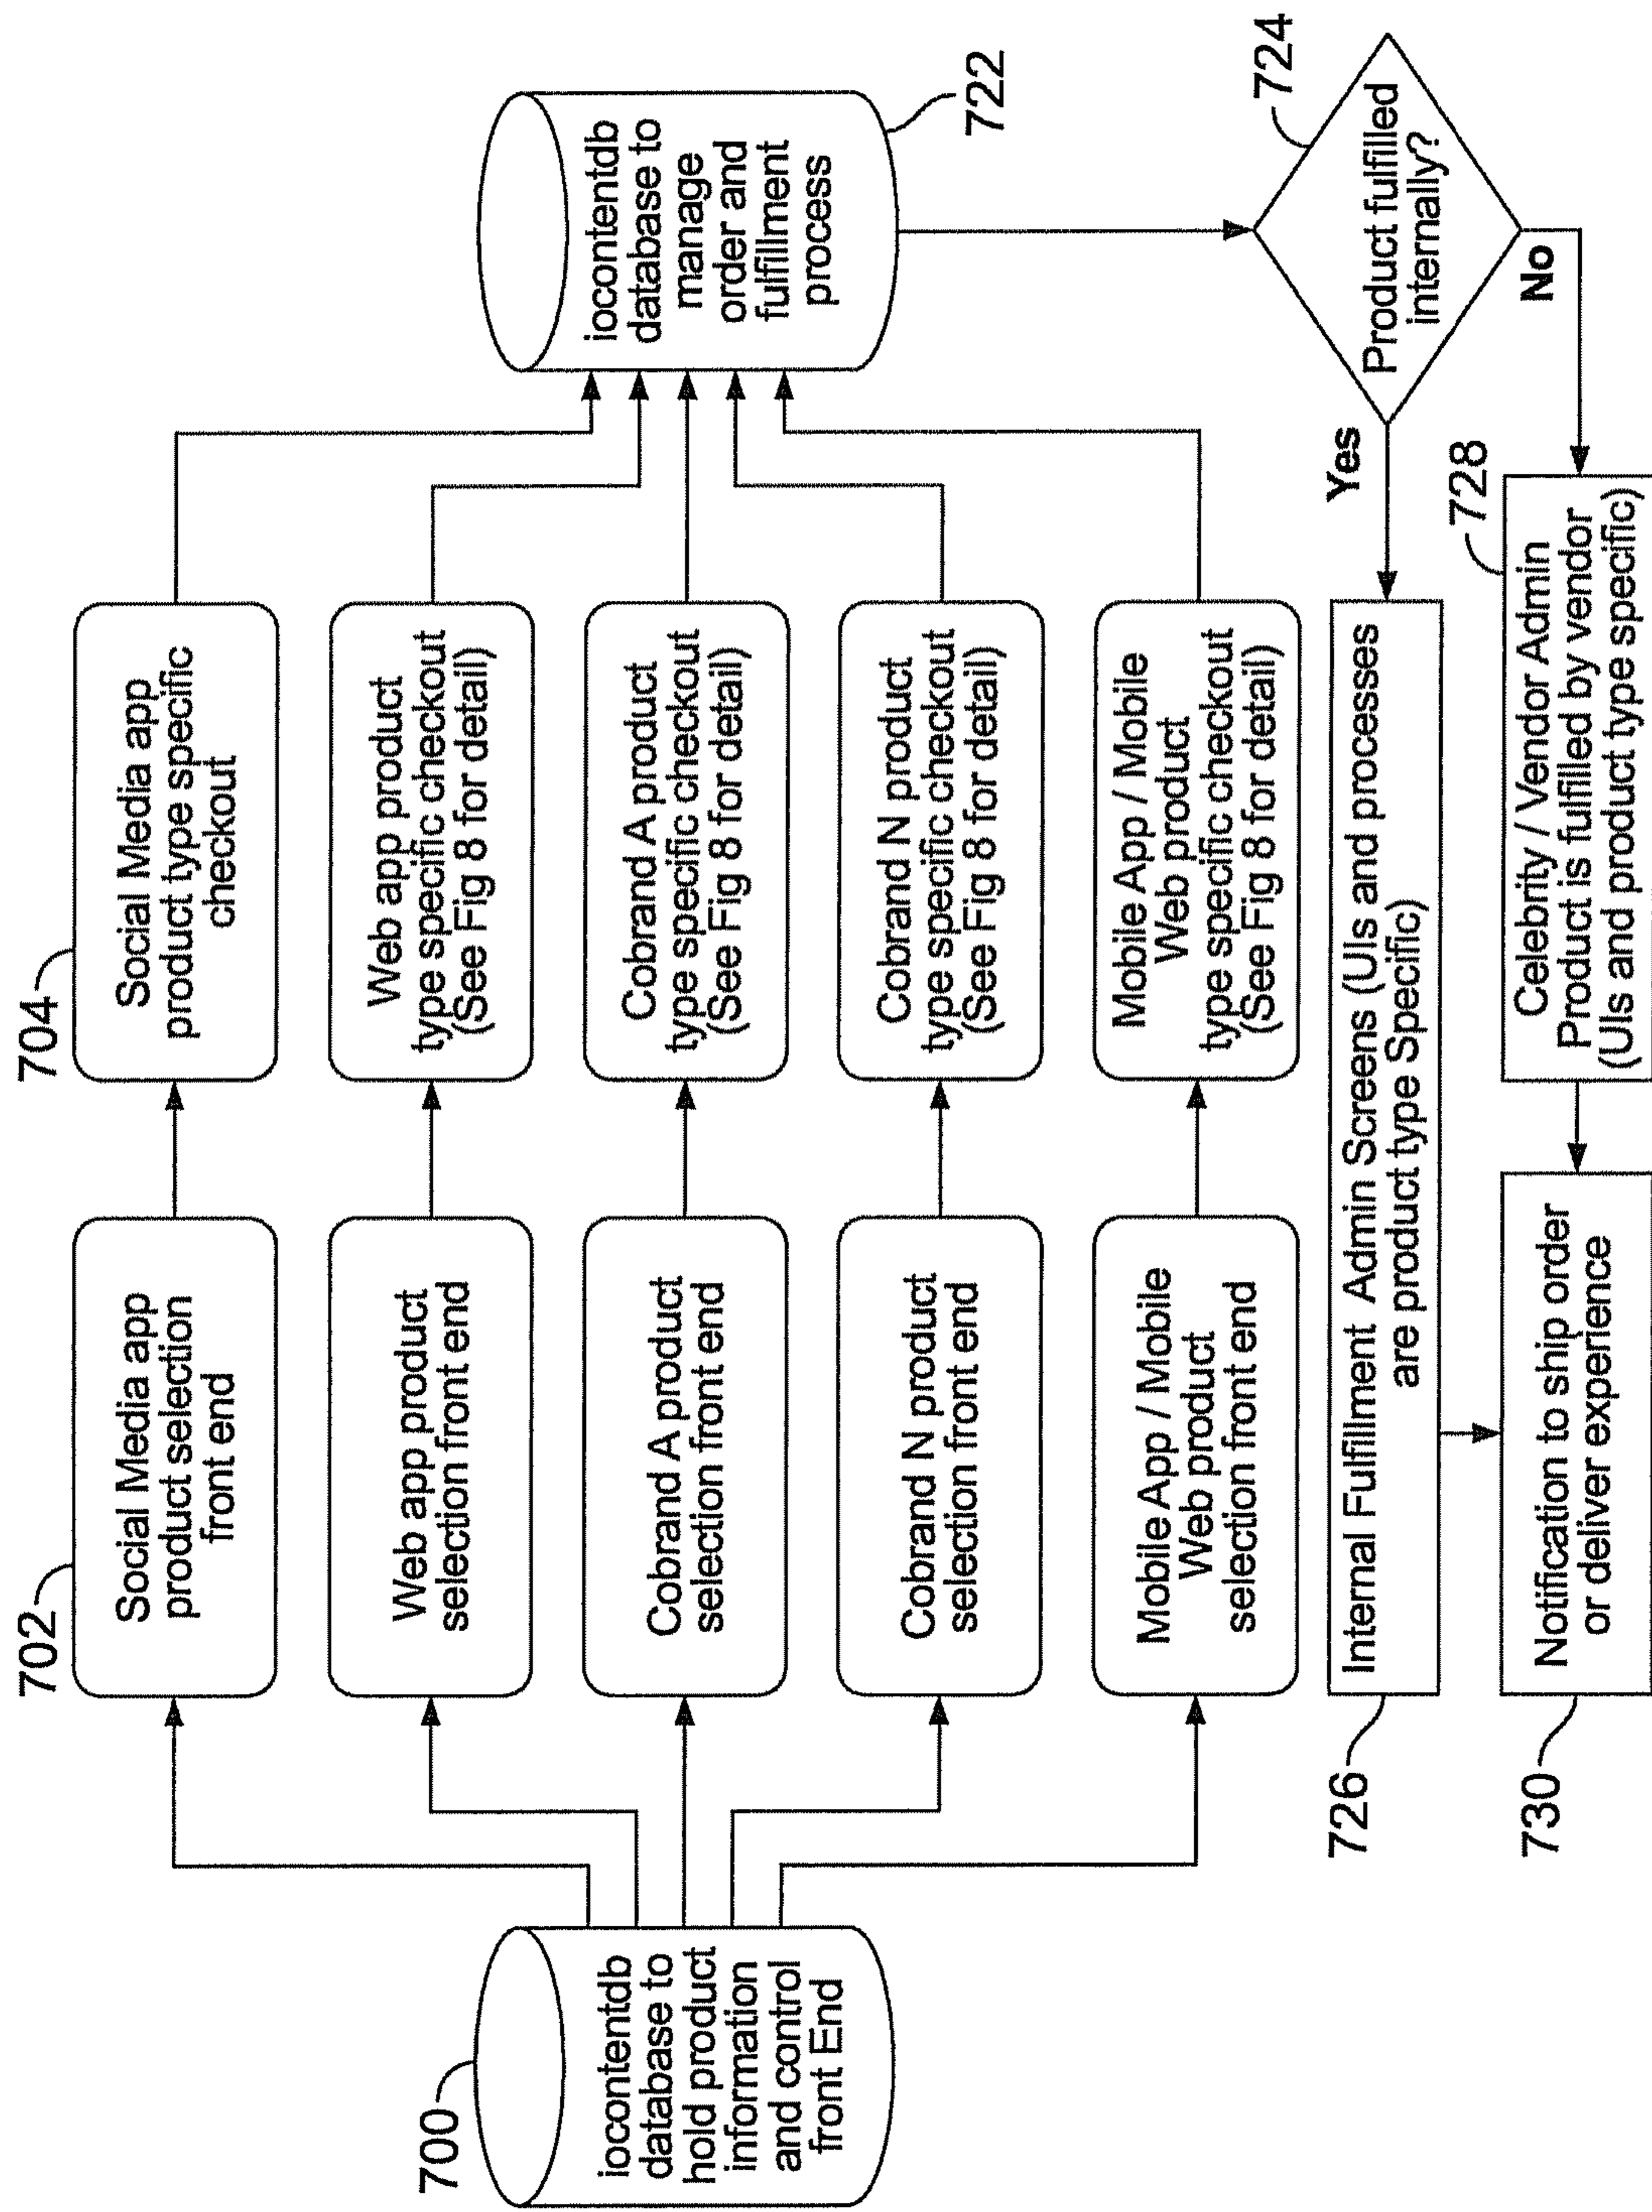 700
iocontentdb
database to
hold product
information
and control
front End
702
Social Media app
product selection
front end
704
Social Media app
product type specific
checkout
Web app product
selection front end
Web app product
type specific checkout
(See Fig 8 for detail)
Cobrand A product
selection front end
Cobrand A product
type specific checkout
(See Fig 8 for detail)
Cobrand N product
selection front end
Cobrand N product
type specific checkout
(See Fig 8 for detail)
Mobile App / Mobile
Web product
selection front end
Mobile App / Mobile
Web product
type specific checkout
(See Fig 8 for detail)
iocontentdb
database to
manage
order and
fulfillment
process
722
724
Product fulfilled
internally?
Yes
No
726
Internal Fulfillment Admin Screens (UIs and processes
are product type Specific)
728
Celebrity / Vendor Admin
Product is fulfilled by vendor
(UIs and product type specific)
730
Notification to ship order
or deliver experience